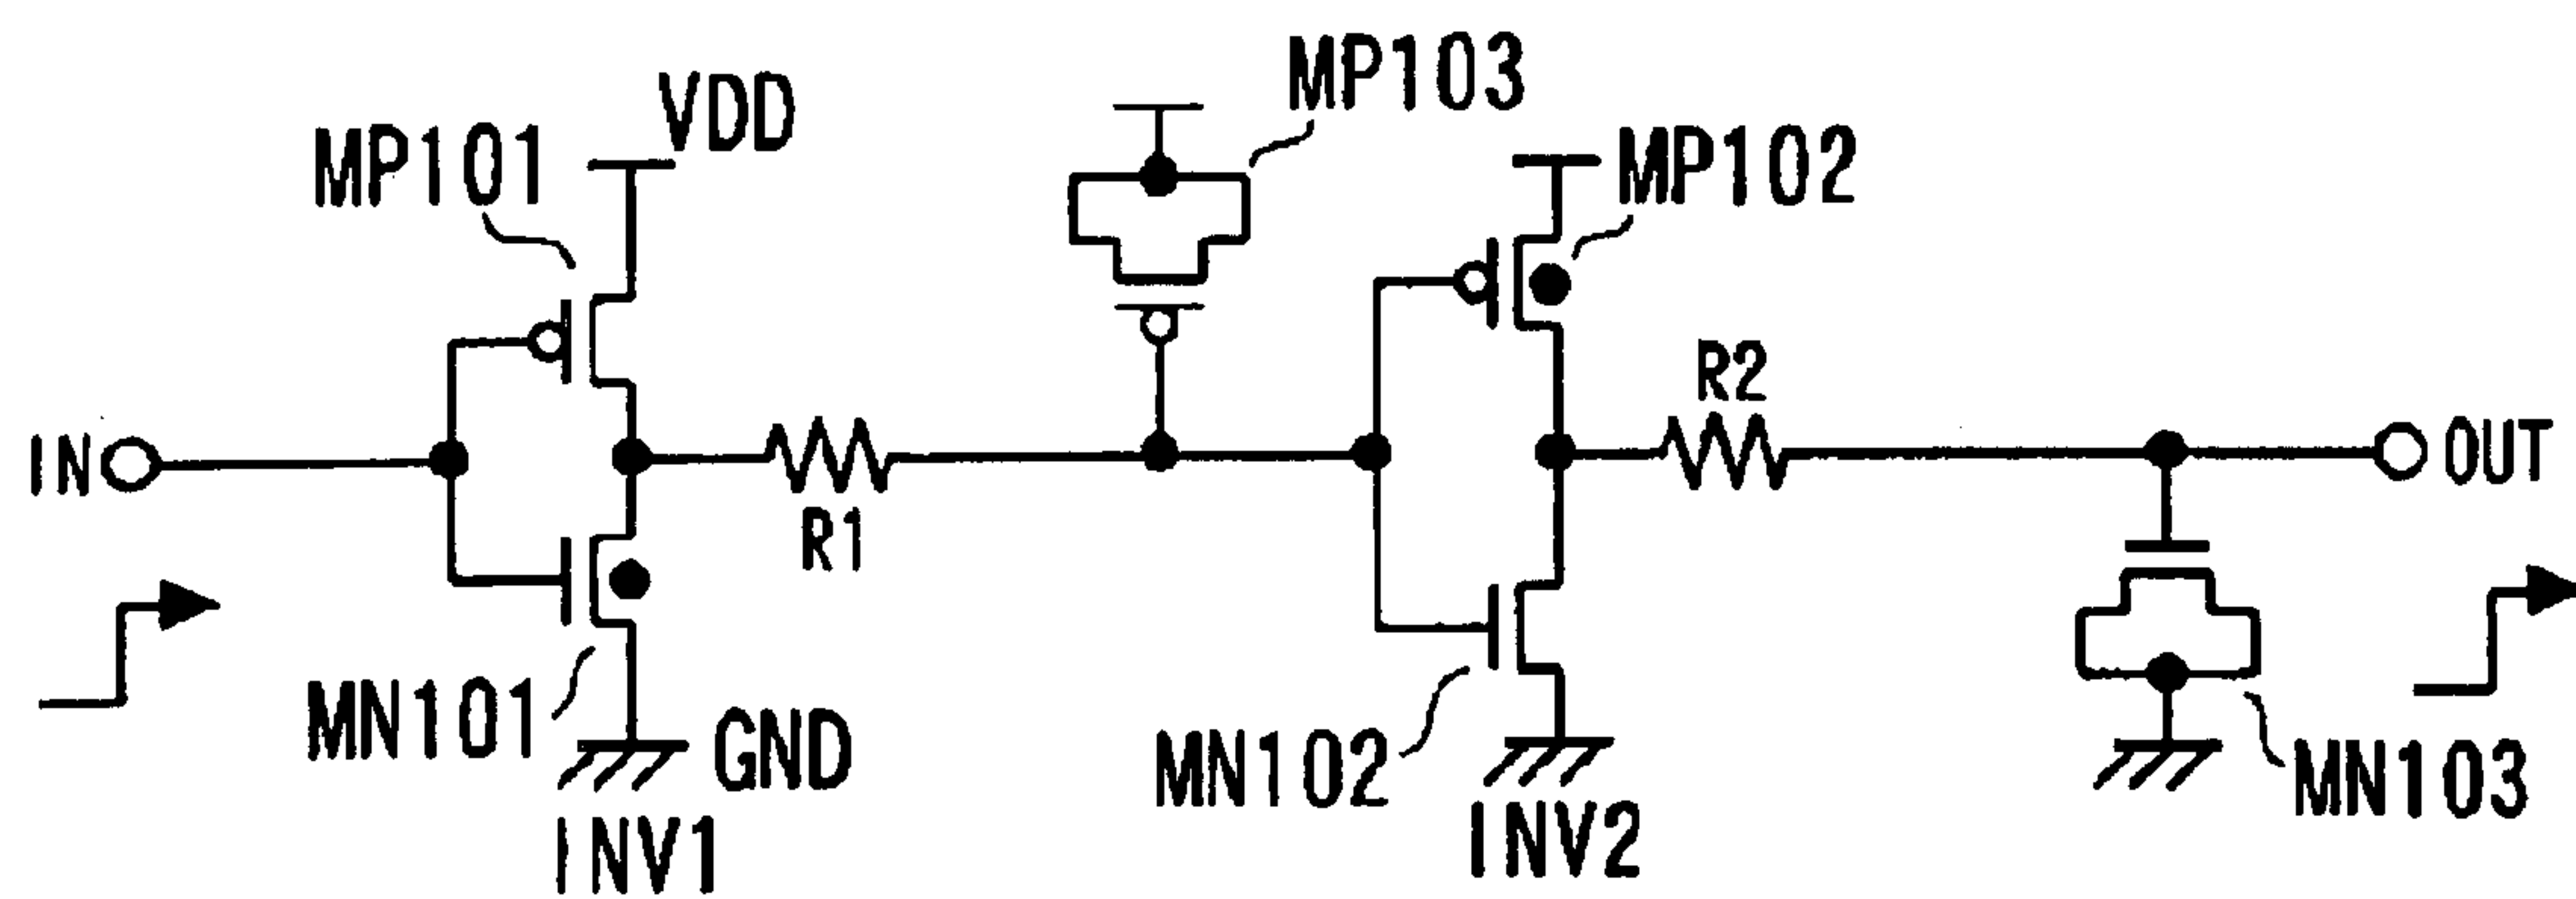 MP103
VDD
MP101
MP102
R2
IN
OUT
R1
MN101
GND
MN102
MN103
INV1
INV2